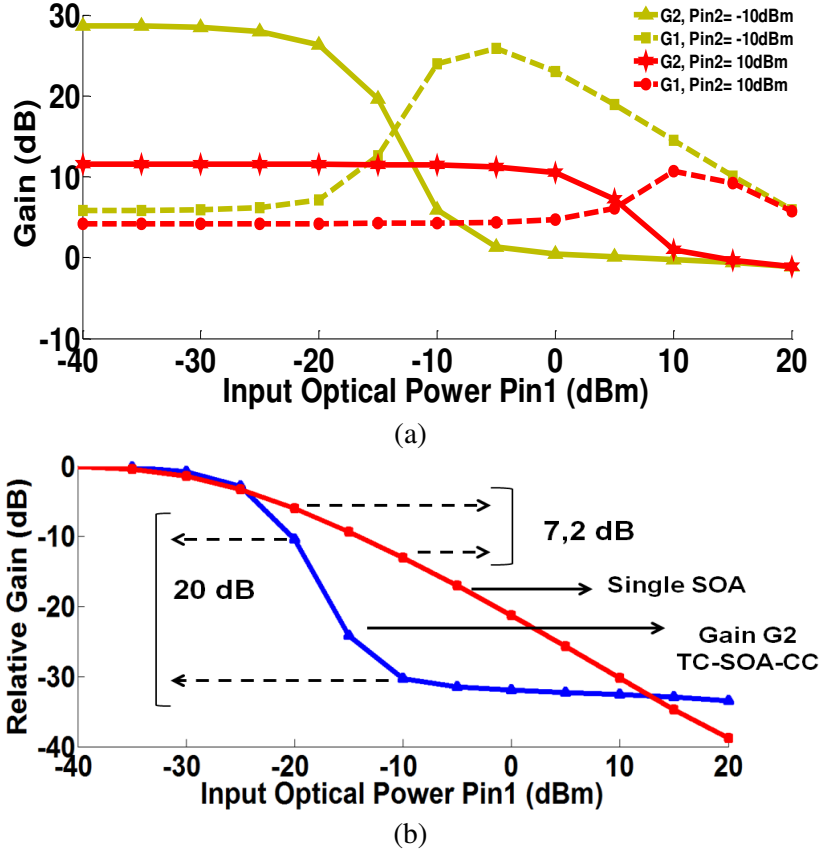 30
20
10
0
-10
Gain (dB)
G2, Pin2= -10dBm
G1, Pin2= -10dBm
G2, Pin2= 10dBm
G1, Pin2= 10dBm
-40 -30 -20 -10 0 10 20
Input Optical Power Pin1 (dBm)
(a)
0
-10
-20
-30
-40
Relative Gain (dB)
7,2 dB
20 dB
Single SOA
Gain G2
TC-SOA-CC
-40 -30 -20 -10 0 10 20
Input Optical Power Pin1 (dBm)
(b)